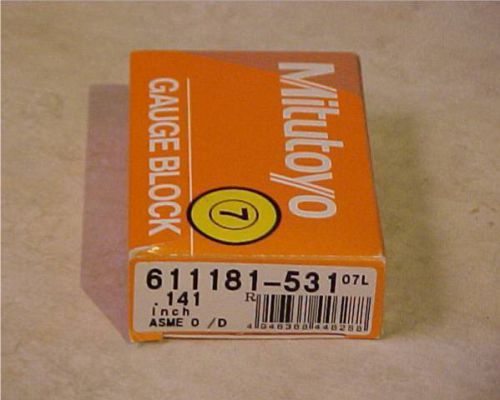 Mitutoyo
GAUGE BLOCK
7
611181-531 07L
.141 R
inch
ASME 0 /D